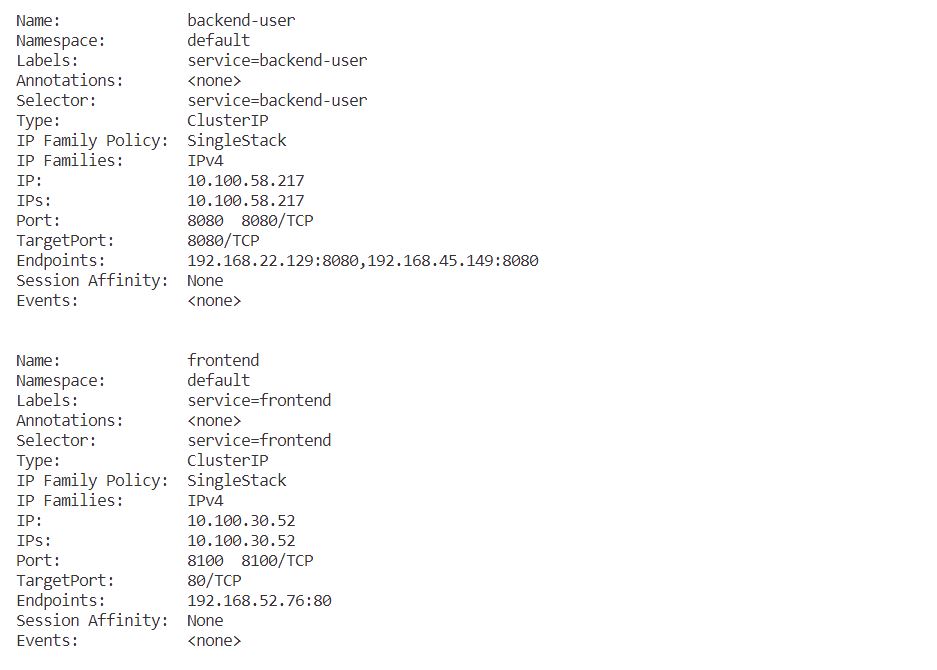 Name: backend-user
Namespace: default
Labels: service=backend-user
Annotations: <none>
Selector: service=backend-user
Type: ClusterIP
IP Family Policy: SingleStack
IP Families: IPv4
IP: 10.100.58.217
IPs: 10.100.58.217
Port: 8080 8080/TCP
TargetPort: 8080/TCP
Endpoints: 192.168.22.129:8080,192.168.45.149:8080
Session Affinity: None
Events: <none>
Name: frontend
Namespace: default
Labels: service=frontend
Annotations: <none>
Selector: service=frontend
Type: ClusterIP
IP Family Policy: SingleStack
IP Families: IPv4
IP: 10.100.30.52
IPs: 10.100.30.52
Port: 8100 8100/TCP
TargetPort: 80/TCP
Endpoints: 192.168.52.76:80
Session Affinity: None
Events: <none>